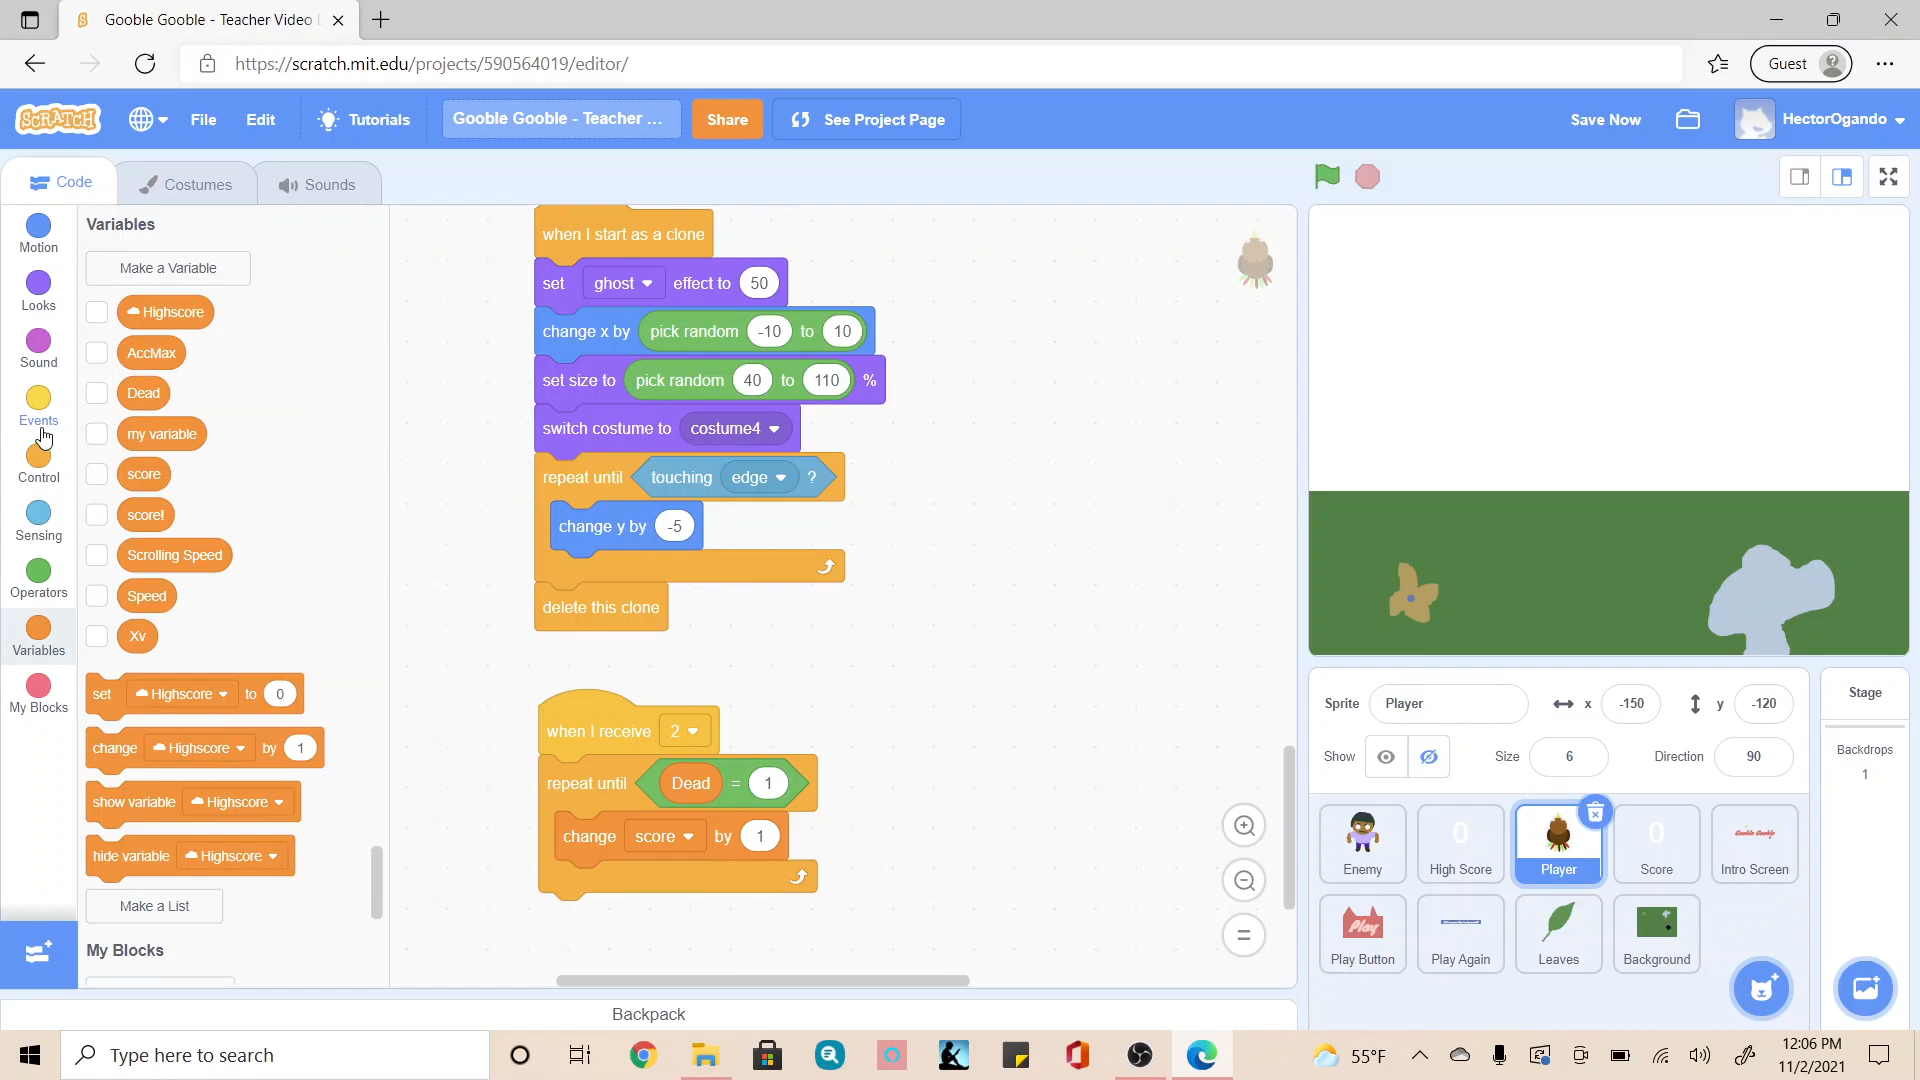 Gooble Gooble - Teacher Video
https://scratch.mit.edu/projects/590564019/editor/
Guest
SCRATCH
File
Edit
Tutorials
Gooble Gooble - Teacher ...
Share
See Project Page
Save Now
HectorOgando
Code
Costumes
Sounds
Motion
Looks
Sound
Events
Control
Sensing
Operators
Variables
My Blocks
Variables
Make a Variable
Highscore
AccMax
Dead
my variable
score
score!
Scrolling Speed
Speed
Xv
set Highscore to 0
change Highscore by 1
show variable Highscore
hide variable Highscore
Make a List
My Blocks
when I start as a clone
set ghost effect to 50
change x by pick random -10 to 10
set size to pick random 40 to 110 %
switch costume to costume4
repeat until touching edge ?
change y by -5
delete this clone
when I receive 2
repeat until Dead = 1
change score by 1
Backpack
Sprite Player x -150 y -120
Show Size 6 Direction 90
Stage
Backdrops
1
Enemy
0
High Score
Player
0
Score
Gooble Gooble
Intro Screen
Play
Play Button
Play Again
Leaves
Background
Type here to search
55°F
12:06 PM
11/2/2021